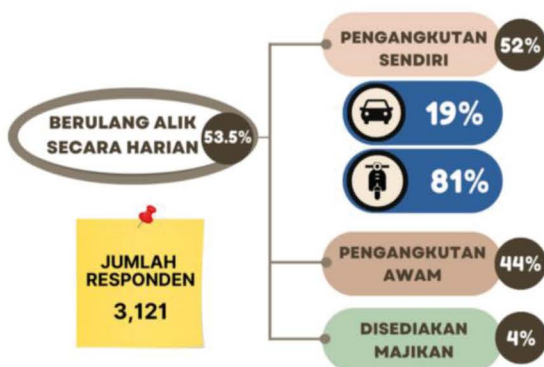 BERULANG ALIK
SECARA HARIAN
53.5%
JUMLAH
RESPONDEN
3,121
PENGANGKUTAN
SENDIRI
52%
19%
81%
PENGANGKUTAN
AWAM
44%
DISEDIAKAN
MAJIKAN
4%